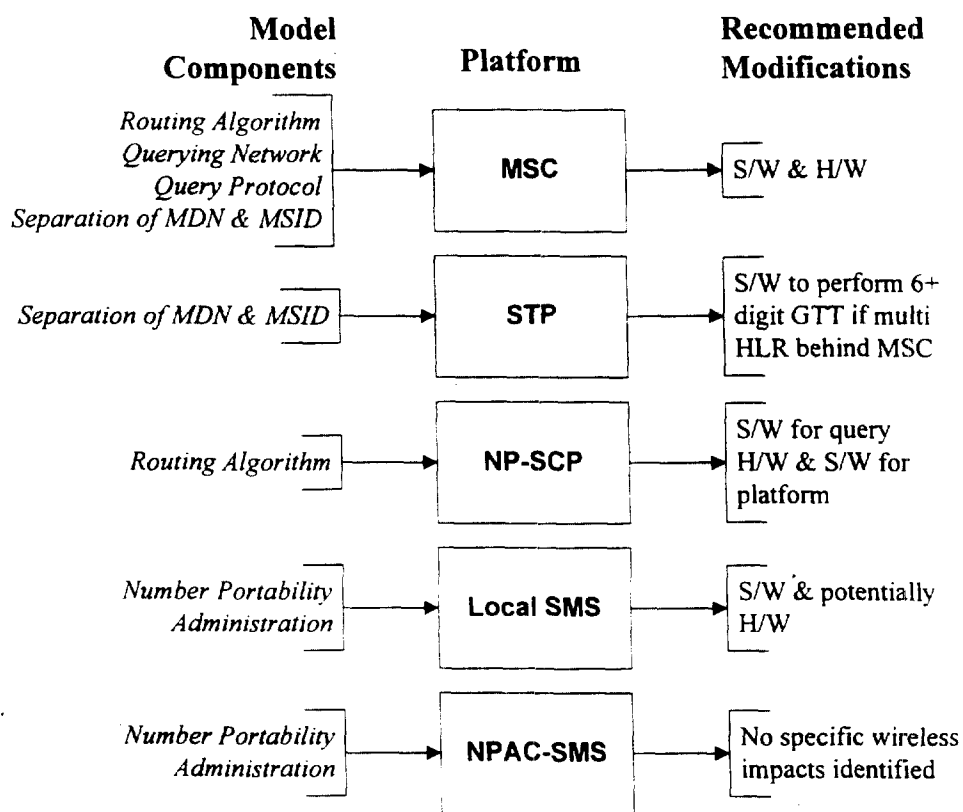 Model
Components
Platform
Recommended
Modifications
Routing Algorithm
Querying Network
Query Protocol
Separation of MDN & MSID
MSC
S/W & H/W
Separation of MDN & MSID
STP
S/W to perform 6+
digit GTT if multi
HLR behind MSC
Routing Algorithm
NP-SCP
S/W for query
H/W & S/W for
platform
Number Portability
Administration
Local SMS
S/W & potentially
H/W
Number Portability
Administration
NPAC-SMS
No specific wireless
impacts identified